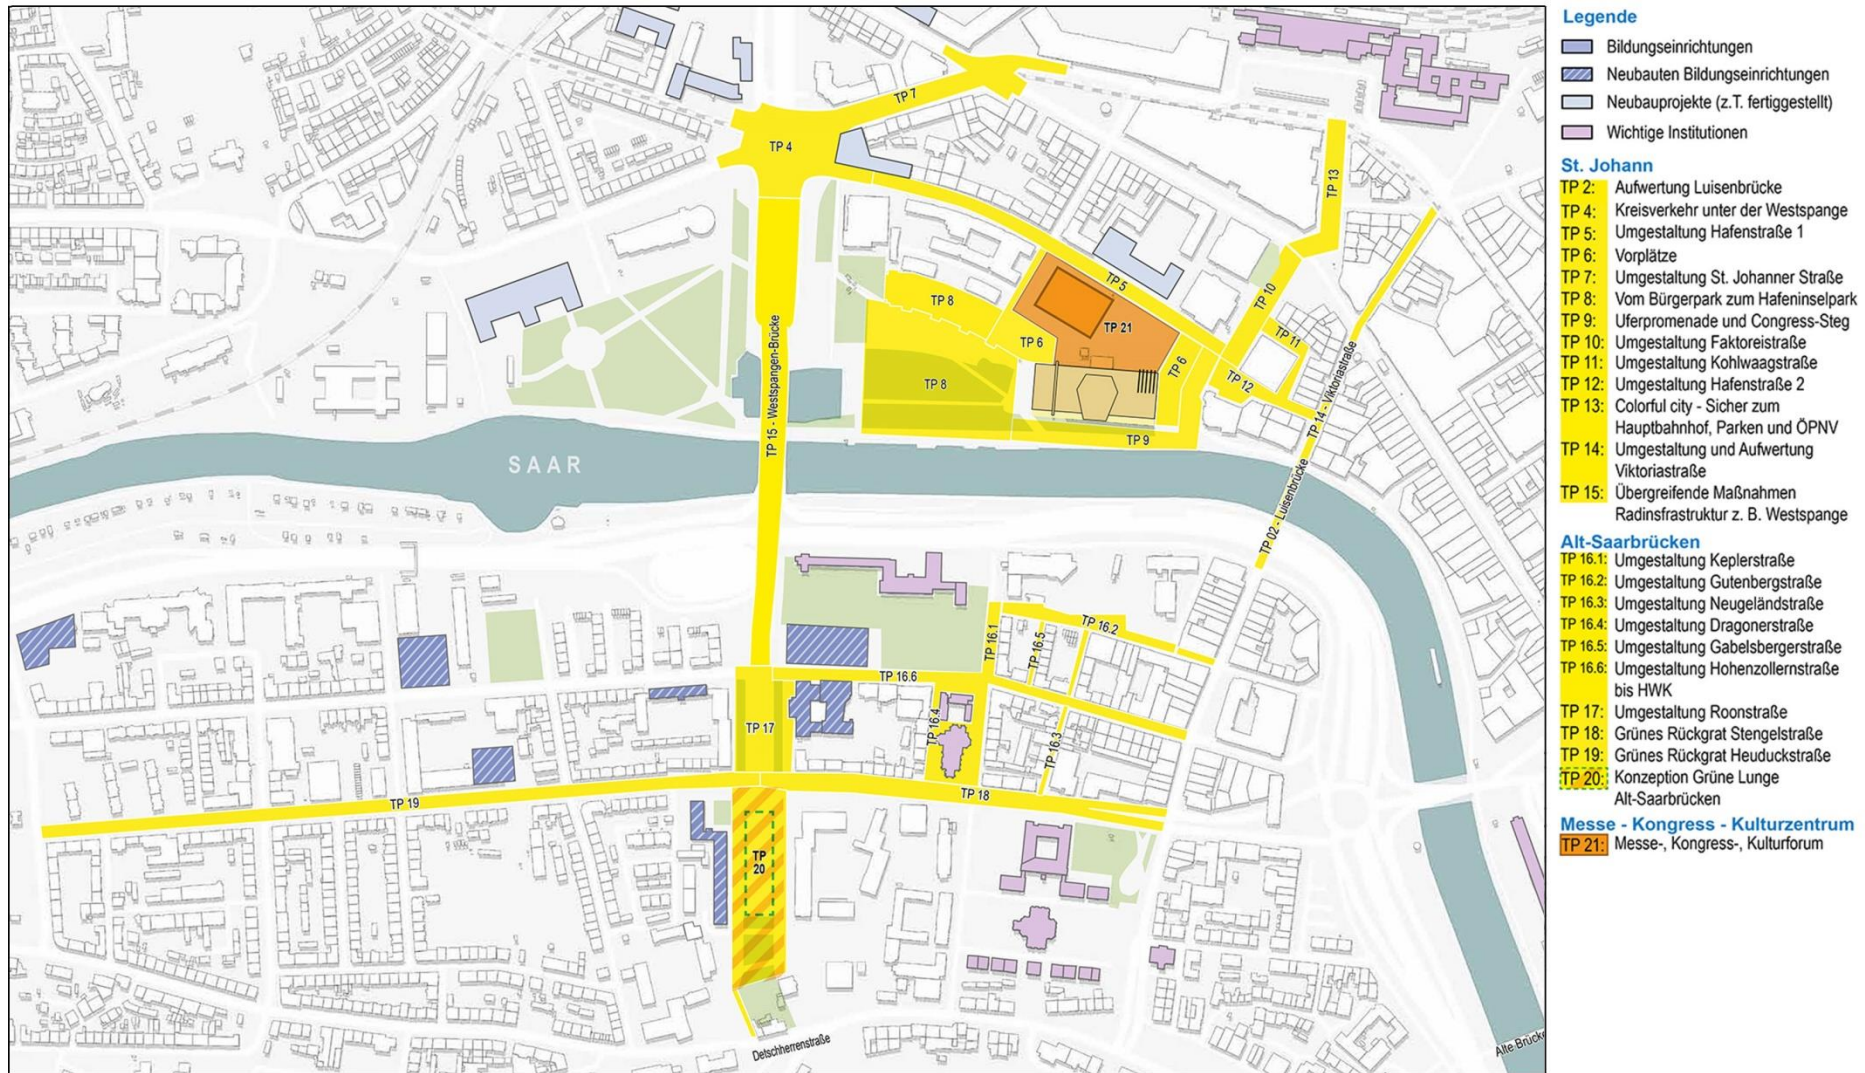 TP 7
TP 4
TP 13
TP 5
TP 10
TP 8
TP 21
TP 6
TP 11
TP 6
TP 12
TP 8
TP 9
TP 14 - Viktoriastraße
TP 15 - Westspangen-Brücke
SAAR
TP 02 - Luisenbrücke
TP 16.1
TP 16.5
TP 16.2
TP 16.6
TP 16.4
TP 17
TP 16.3
TP 19
TP 18
TP
20
Detschherrenstraße
Alte Brücke
Legende
Bildungseinrichtungen
Neubauten Bildungseinrichtungen
Neubauprojekte (z.T. fertiggestellt)
Wichtige Institutionen
St. Johann
TP 2: Aufwertung Luisenbrücke
TP 4: Kreisverkehr unter der Westspange
TP 5: Umgestaltung Hafenstraße 1
TP 6: Vorplätze
TP 7: Umgestaltung St. Johanner Straße
TP 8: Vom Bürgerpark zum Hafeninselpark
TP 9: Uferpromenade und Congress-Steg
TP 10: Umgestaltung Faktoreistraße
TP 11: Umgestaltung Kohlwaagstraße
TP 12: Umgestaltung Hafenstraße 2
TP 13: Colorful city - Sicher zum
Hauptbahnhof, Parken und ÖPNV
TP 14: Umgestaltung und Aufwertung
Viktoriastraße
TP 15: Übergreifende Maßnahmen
Radinsfrastruktur z. B. Westspange
Alt-Saarbrücken
TP 16.1: Umgestaltung Keplerstraße
TP 16.2: Umgestaltung Gutenbergstraße
TP 16.3: Umgestaltung Neugeländstraße
TP 16.4: Umgestaltung Dragonerstraße
TP 16.5: Umgestaltung Gabelsbergerstraße
TP 16.6: Umgestaltung Hohenzollernstraße
bis HWK
TP 17: Umgestaltung Roonstraße
TP 18: Grünes Rückgrat Stengelstraße
TP 19: Grünes Rückgrat Heuduckstraße
TP 20: Konzeption Grüne Lunge
Alt-Saarbrücken
Messe - Kongress - Kulturzentrum
TP 21: Messe-, Kongress-, Kulturforum